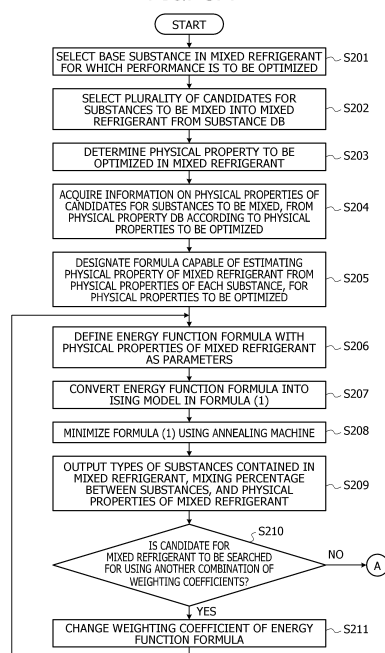 START
SELECT BASE SUBSTANCE IN MIXED REFRIGERANT
FOR WHICH PERFORMANCE IS TO BE OPTIMIZED
S201
SELECT PLURALITY OF CANDIDATES FOR
SUBSTANCES TO BE MIXED INTO MIXED
REFRIGERANT FROM SUBSTANCE DB
S202
DETERMINE PHYSICAL PROPERTY TO BE
OPTIMIZED IN MIXED REFRIGERANT
S203
ACQUIRE INFORMATION ON PHYSICAL PROPERTIES OF
CANDIDATES FOR SUBSTANCES TO BE MIXED, FROM
PHYSICAL PROPERTY DB ACCORDING TO PHYSICAL
PROPERTIES TO BE OPTIMIZED
S204
DESIGNATE FORMULA CAPABLE OF ESTIMATING
PHYSICAL PROPERTY OF MIXED REFRIGERANT FROM
PHYSICAL PROPERTIES OF EACH SUBSTANCE, FOR
PHYSICAL PROPERTIES TO BE OPTIMIZED
S205
DEFINE ENERGY FUNCTION FORMULA WITH
PHYSICAL PROPERTIES OF MIXED REFRIGERANT
AS PARAMETERS
S206
CONVERT ENERGY FUNCTION FORMULA INTO
ISING MODEL IN FORMULA (1)
S207
MINIMIZE FORMULA (1) USING ANNEALING MACHINE
S208
OUTPUT TYPES OF SUBSTANCES CONTAINED IN
MIXED REFRIGERANT, MIXING PERCENTAGE
BETWEEN SUBSTANCES, AND PHYSICAL
PROPERTIES OF MIXED REFRIGERANT
S209
S210
IS
CANDIDATE FOR
MIXED REFRIGERANT TO BE SEARCHED
FOR USING ANOTHER COMBINATION OF
WEIGHTING COEFFICIENTS?
NO
A
YES
CHANGE WEIGHTING COEFFICIENT OF ENERGY
FUNCTION FORMULA
S211